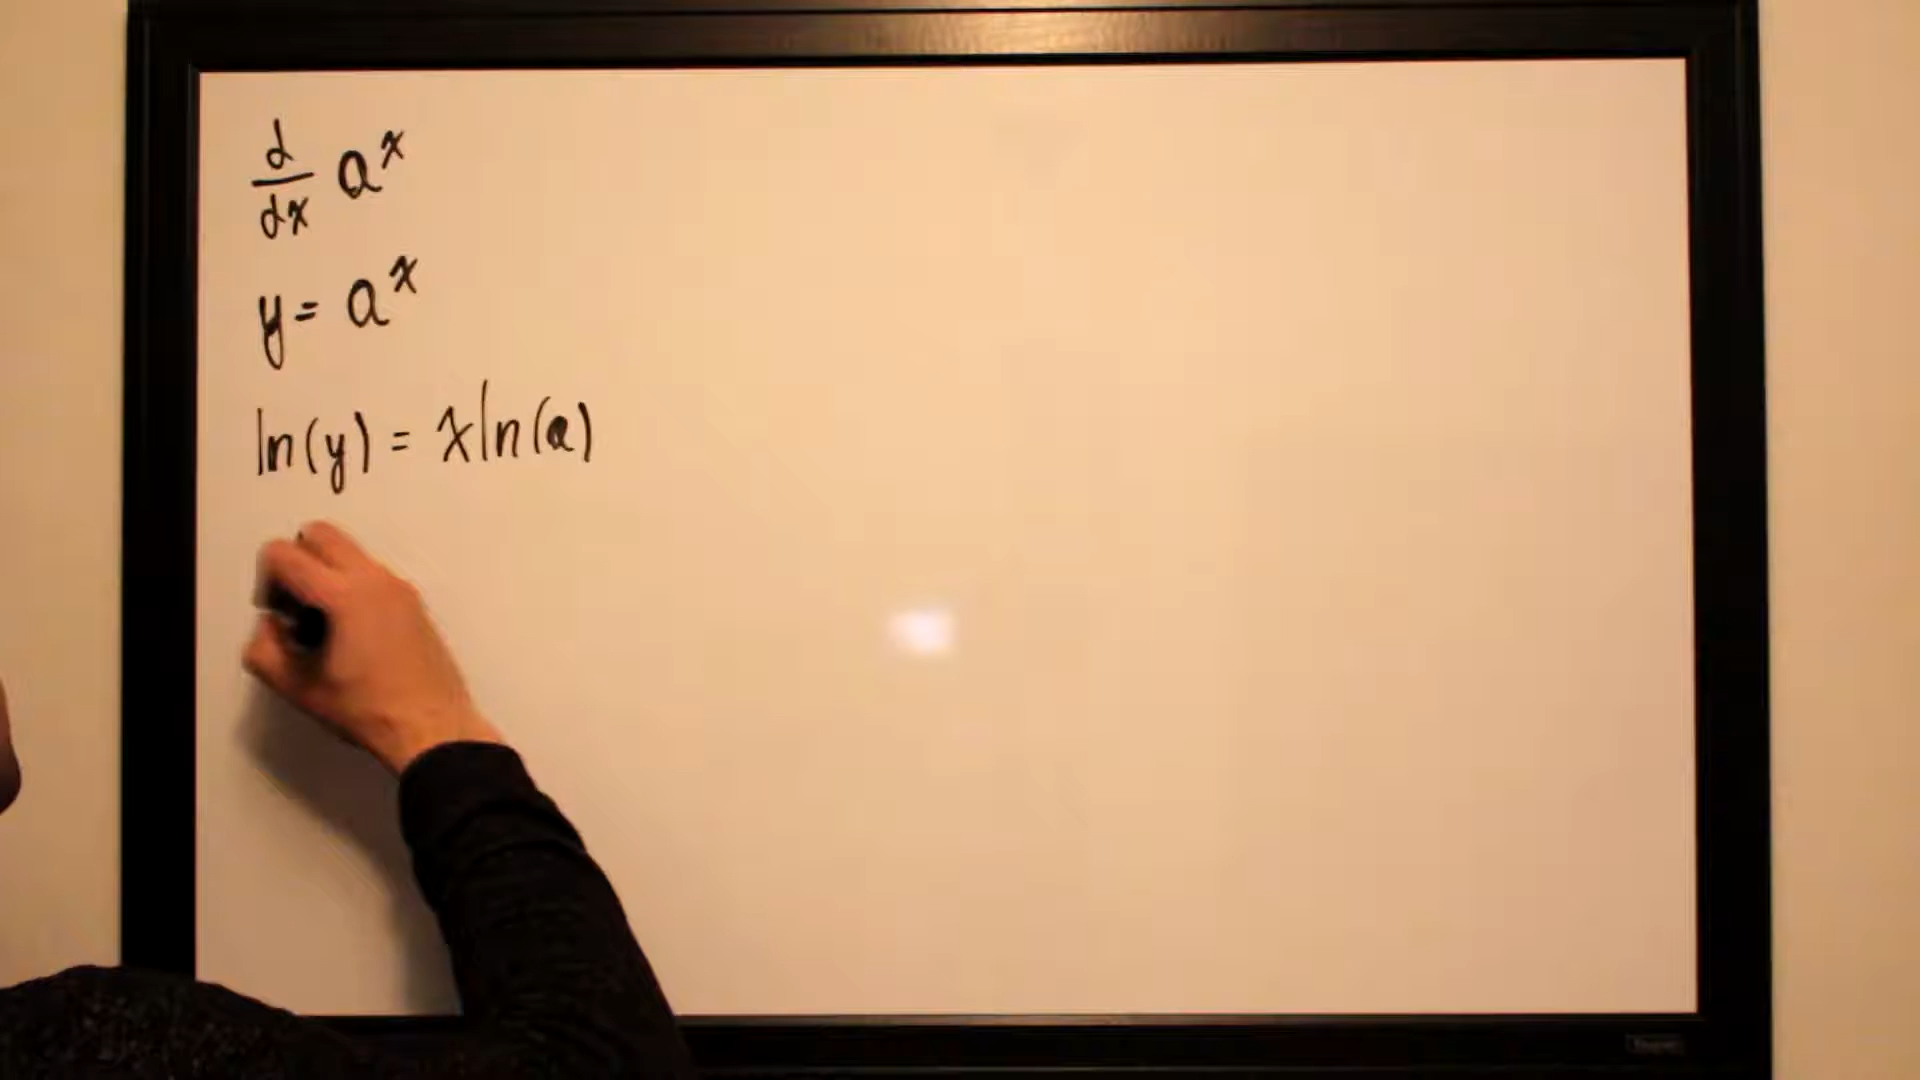 d/dx a^x
y = a^x
ln(y) = x ln(a)